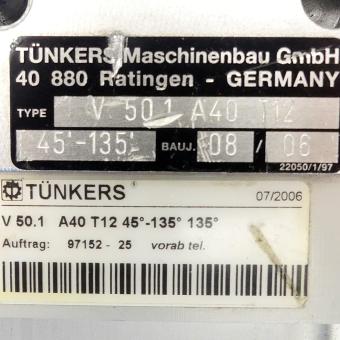 TÜNKERS Maschinenbau GmbH
40 880 Ratingen - GERMANY
TYPE V 50.1 A40 T12
45°-135° BAUJ. 08 / 06
22050/1/97
TÜNKERS 07/2006
V 50.1 A40 T12 45°-135° 135°
Auftrag: 97152 - 25 vorab tel.